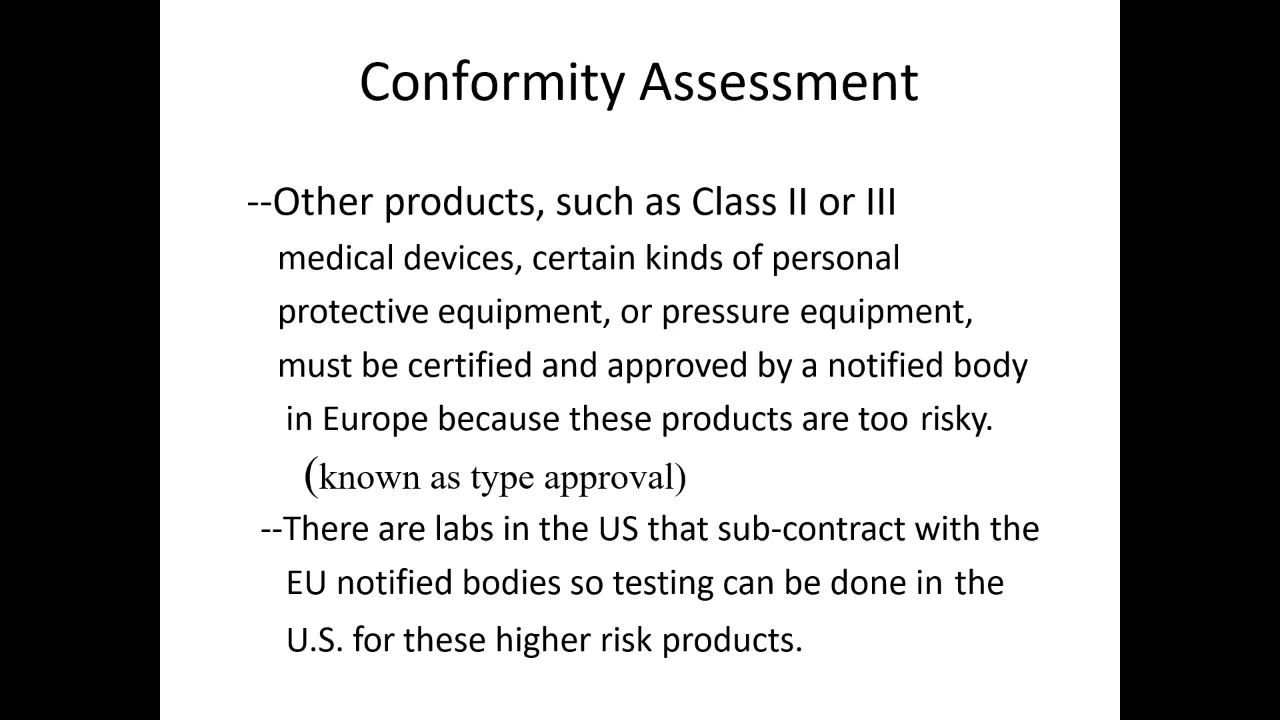 Conformity Assessment
--Other products, such as Class II or III
medical devices, certain kinds of personal
protective equipment, or pressure equipment,
must be certified and approved by a notified body
in Europe because these products are too risky.
(known as type approval)
--There are labs in the US that sub-contract with the
EU notified bodies so testing can be done in the
U.S. for these higher risk products.